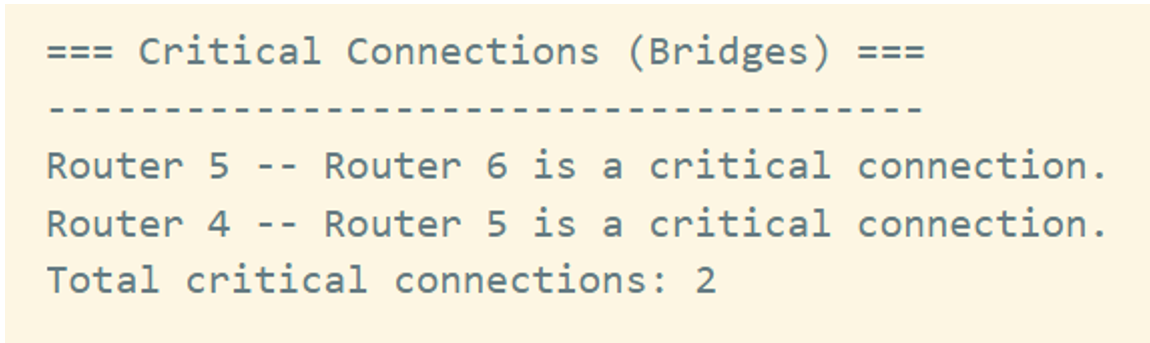 === Critical Connections (Bridges) ===
--------------------------------------
Router 5 -- Router 6 is a critical connection.
Router 4 -- Router 5 is a critical connection.
Total critical connections: 2